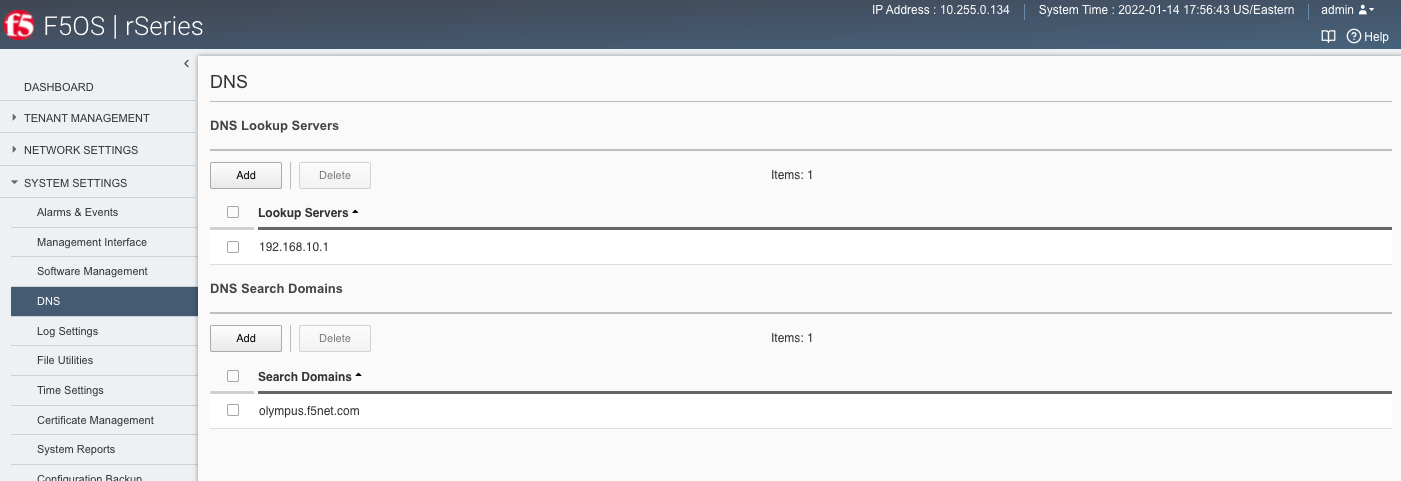 f5 F5OS | rSeries
IP Address : 10.255.0.134 System Time : 2022-01-14 17:56:43 US/Eastern admin
Help
DASHBOARD
TENANT MANAGEMENT
NETWORK SETTINGS
SYSTEM SETTINGS
Alarms & Events
Management Interface
Software Management
DNS
Log Settings
File Utilities
Time Settings
Certificate Management
System Reports
Configuration Backup
DNS
DNS Lookup Servers
Add Delete Items: 1
Lookup Servers
192.168.10.1
DNS Search Domains
Add Delete Items: 1
Search Domains
olympus.f5net.com